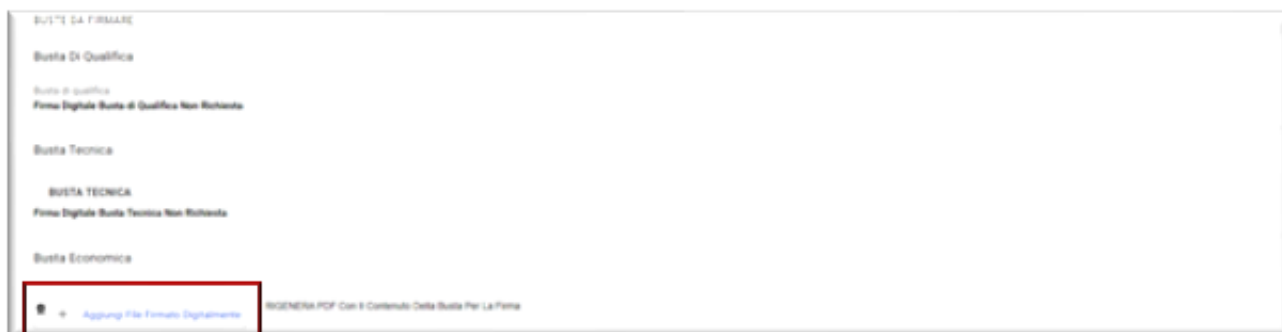 BUSTE DA FIRMARE
Busta Di Qualifica
Busta di qualifica
Firma Digitale Busta di Qualifica Non Richiesta
Busta Tecnica
BUSTA TECNICA
Firma Digitale Busta Tecnica Non Richiesta
Busta Economica
Aggiungi File Firmato Digitalmente RIGENERA PDF Con Il Contenuto Della Busta Per La Firma